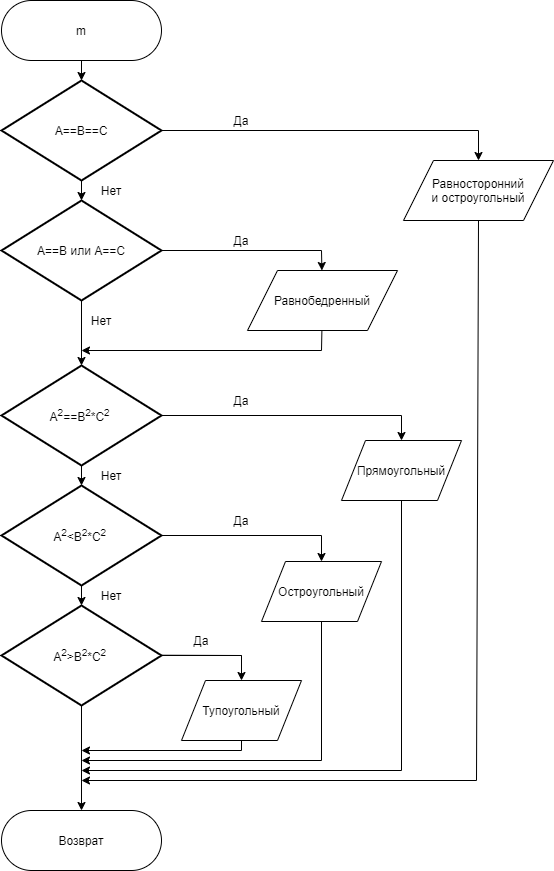 m
A==B==C
Да
Равносторонний
и остроугольный
Нет
A==B или A==C
Да
Равнобедренный
Нет
A²==B²*C²
Да
Прямоугольный
Нет
A²<B²*C²
Да
Остроугольный
Нет
A²>B²*C²
Да
Тупоугольный
Возврат